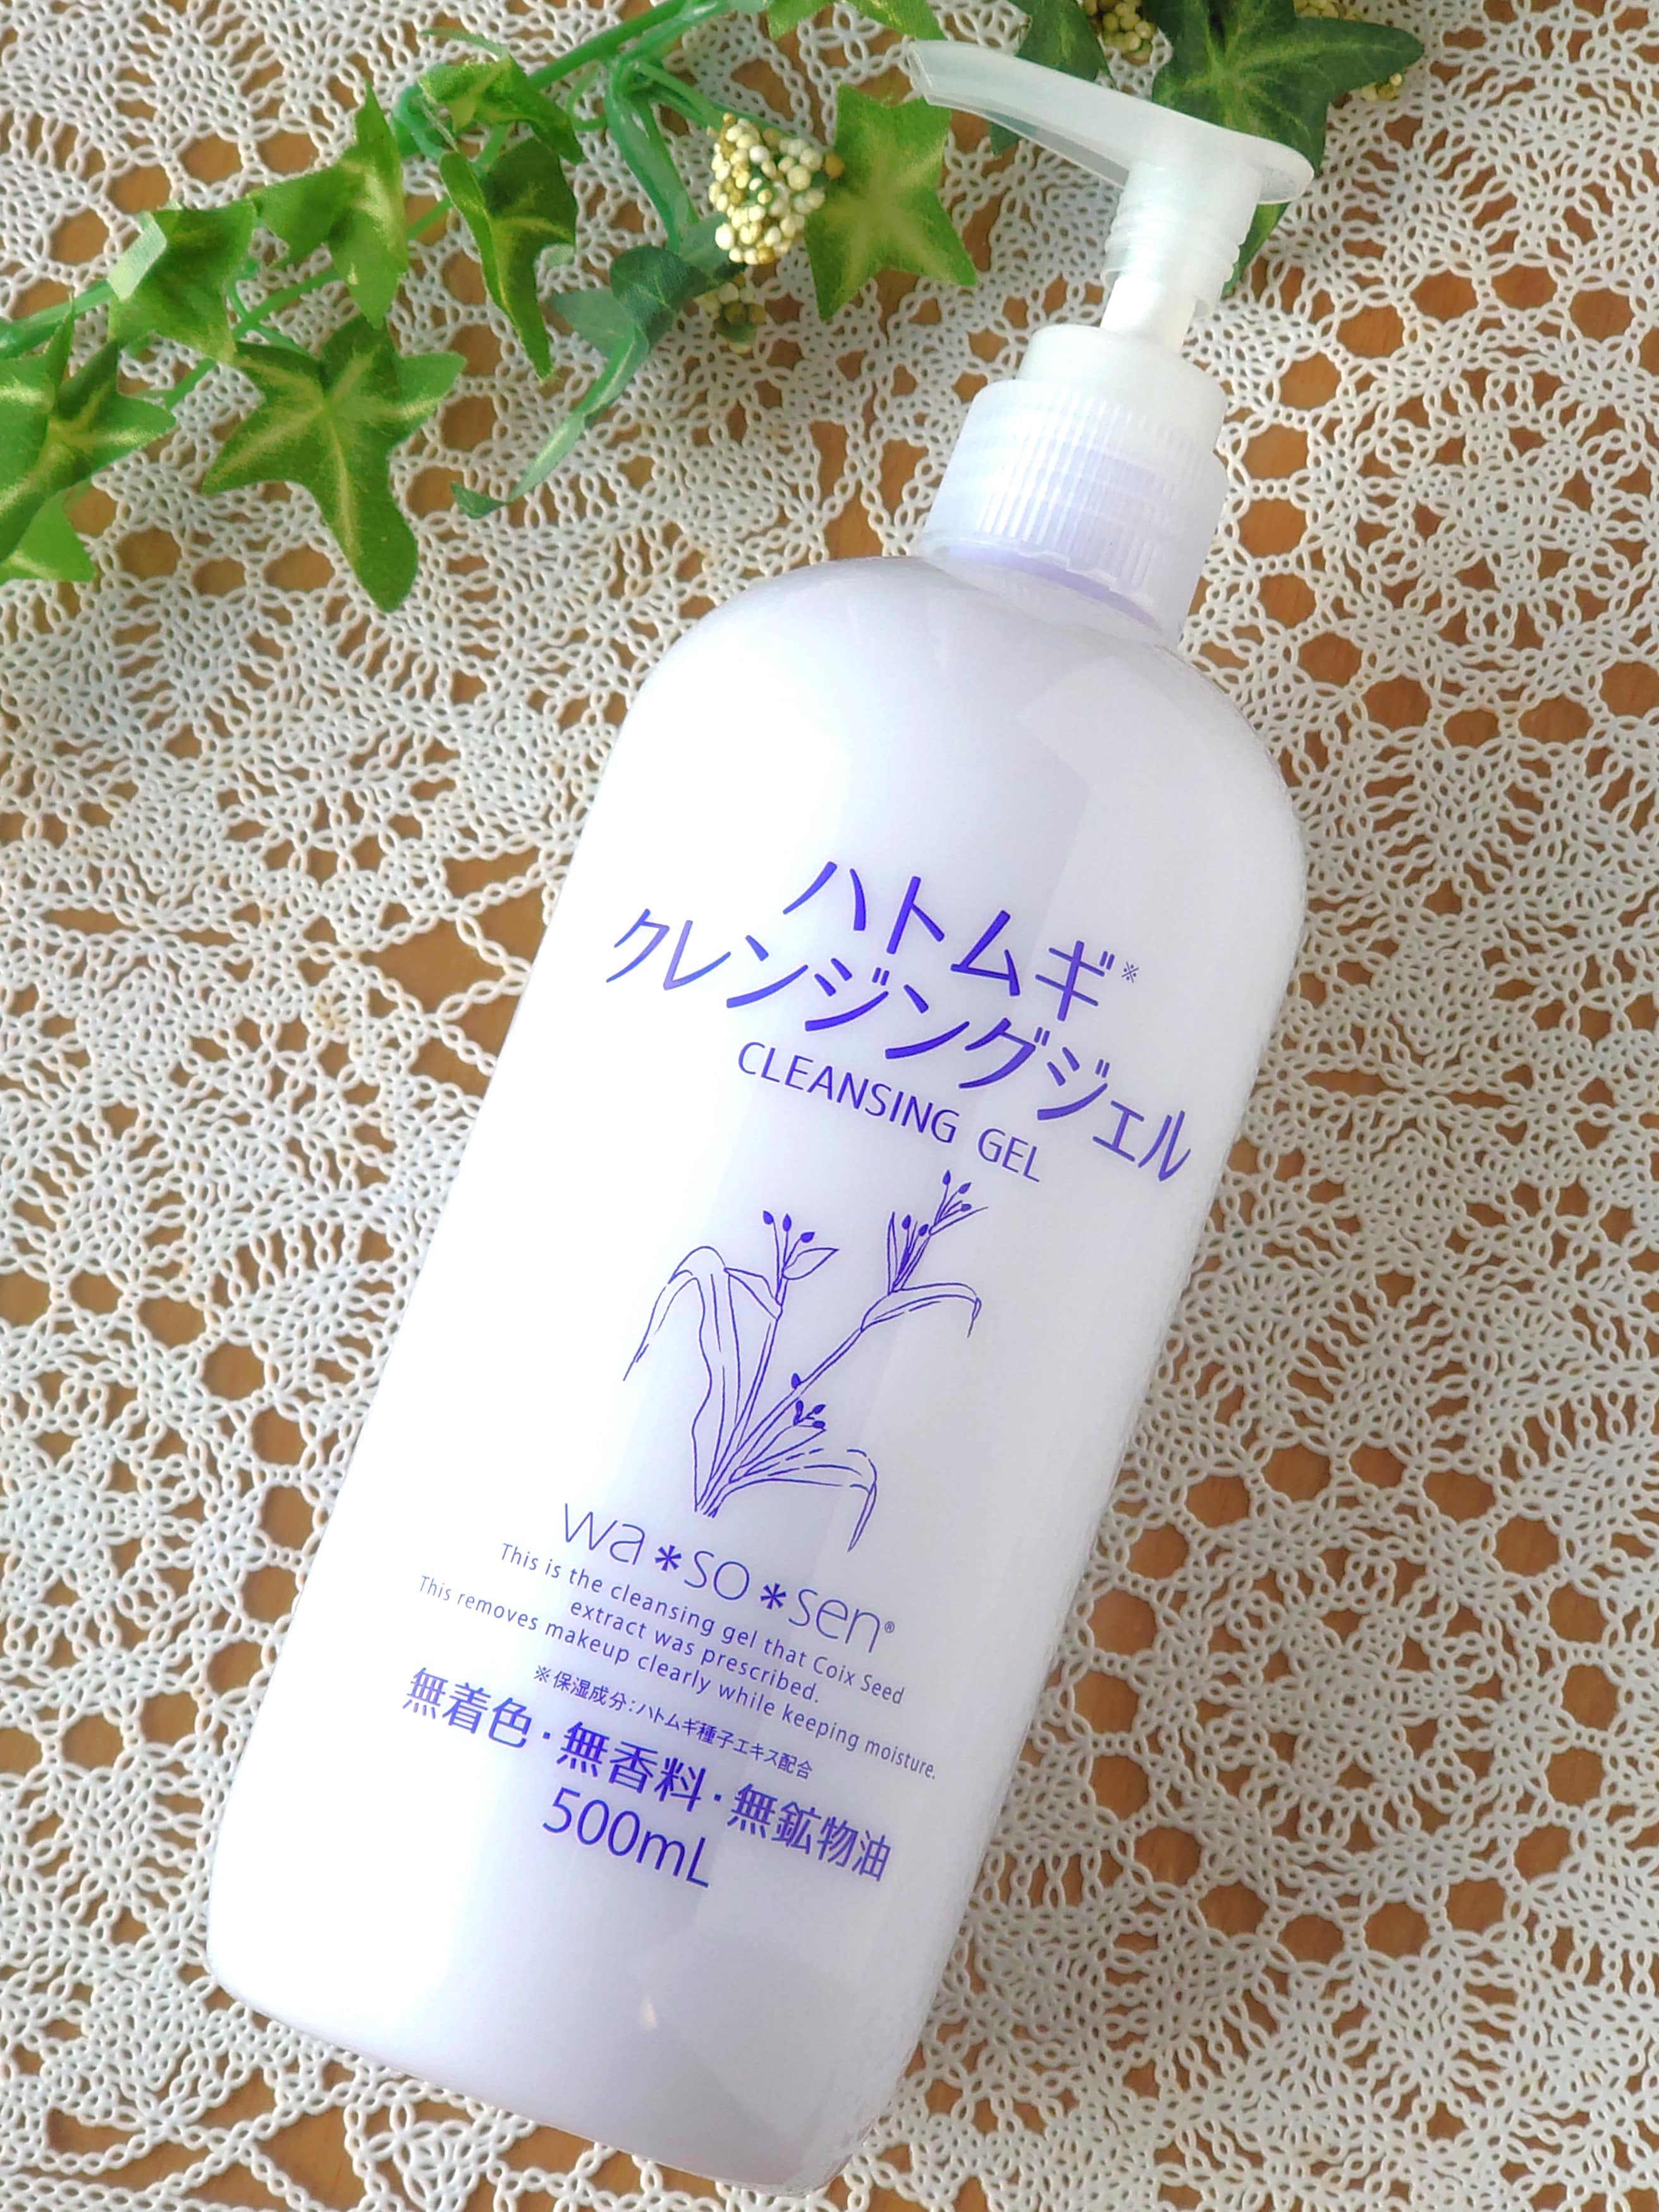 ハトムギ※
クレンジングジェル
CLEANSING GEL
wa*so*sen®
This is the cleansing gel that Coix Seed
extract was prescribed.
This removes makeup clearly while keeping moisture.
※保湿成分:ハトムギ種子エキス配合
無着色・無香料・無鉱物油
500mL